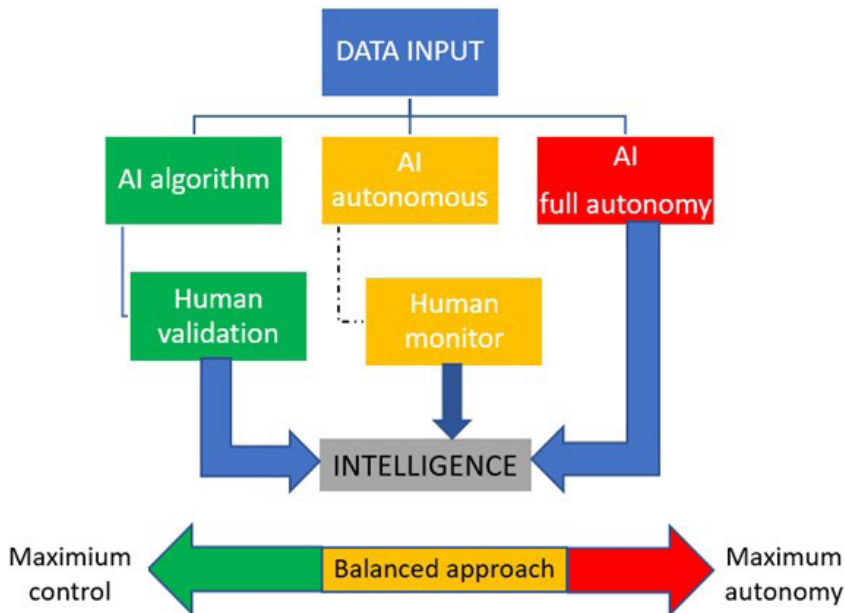 DATA INPUT
AI algorithm
AI
autonomous
AI
full autonomy
Human
validation
Human
monitor
INTELLIGENCE
Maximium
control
Balanced approach
Maximum
autonomy